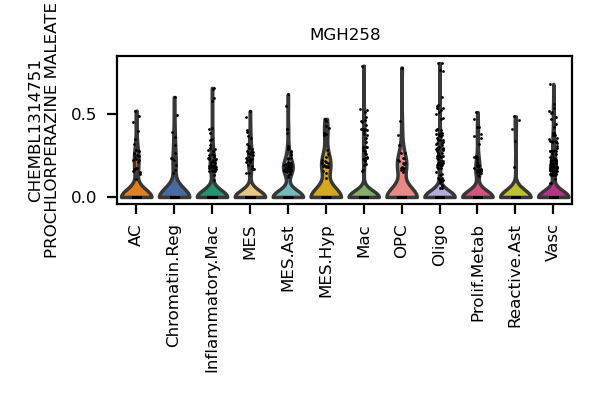 MGH258
CHEMBL1314751
PROCHLORPERAZINE MALEATE
0.5
0.0
AC
Chromatin.Reg
Inflammatory.Mac
MES
MES.Ast
MES.Hyp
Mac
OPC
Oligo
Prolif.Metab
Reactive.Ast
Vasc